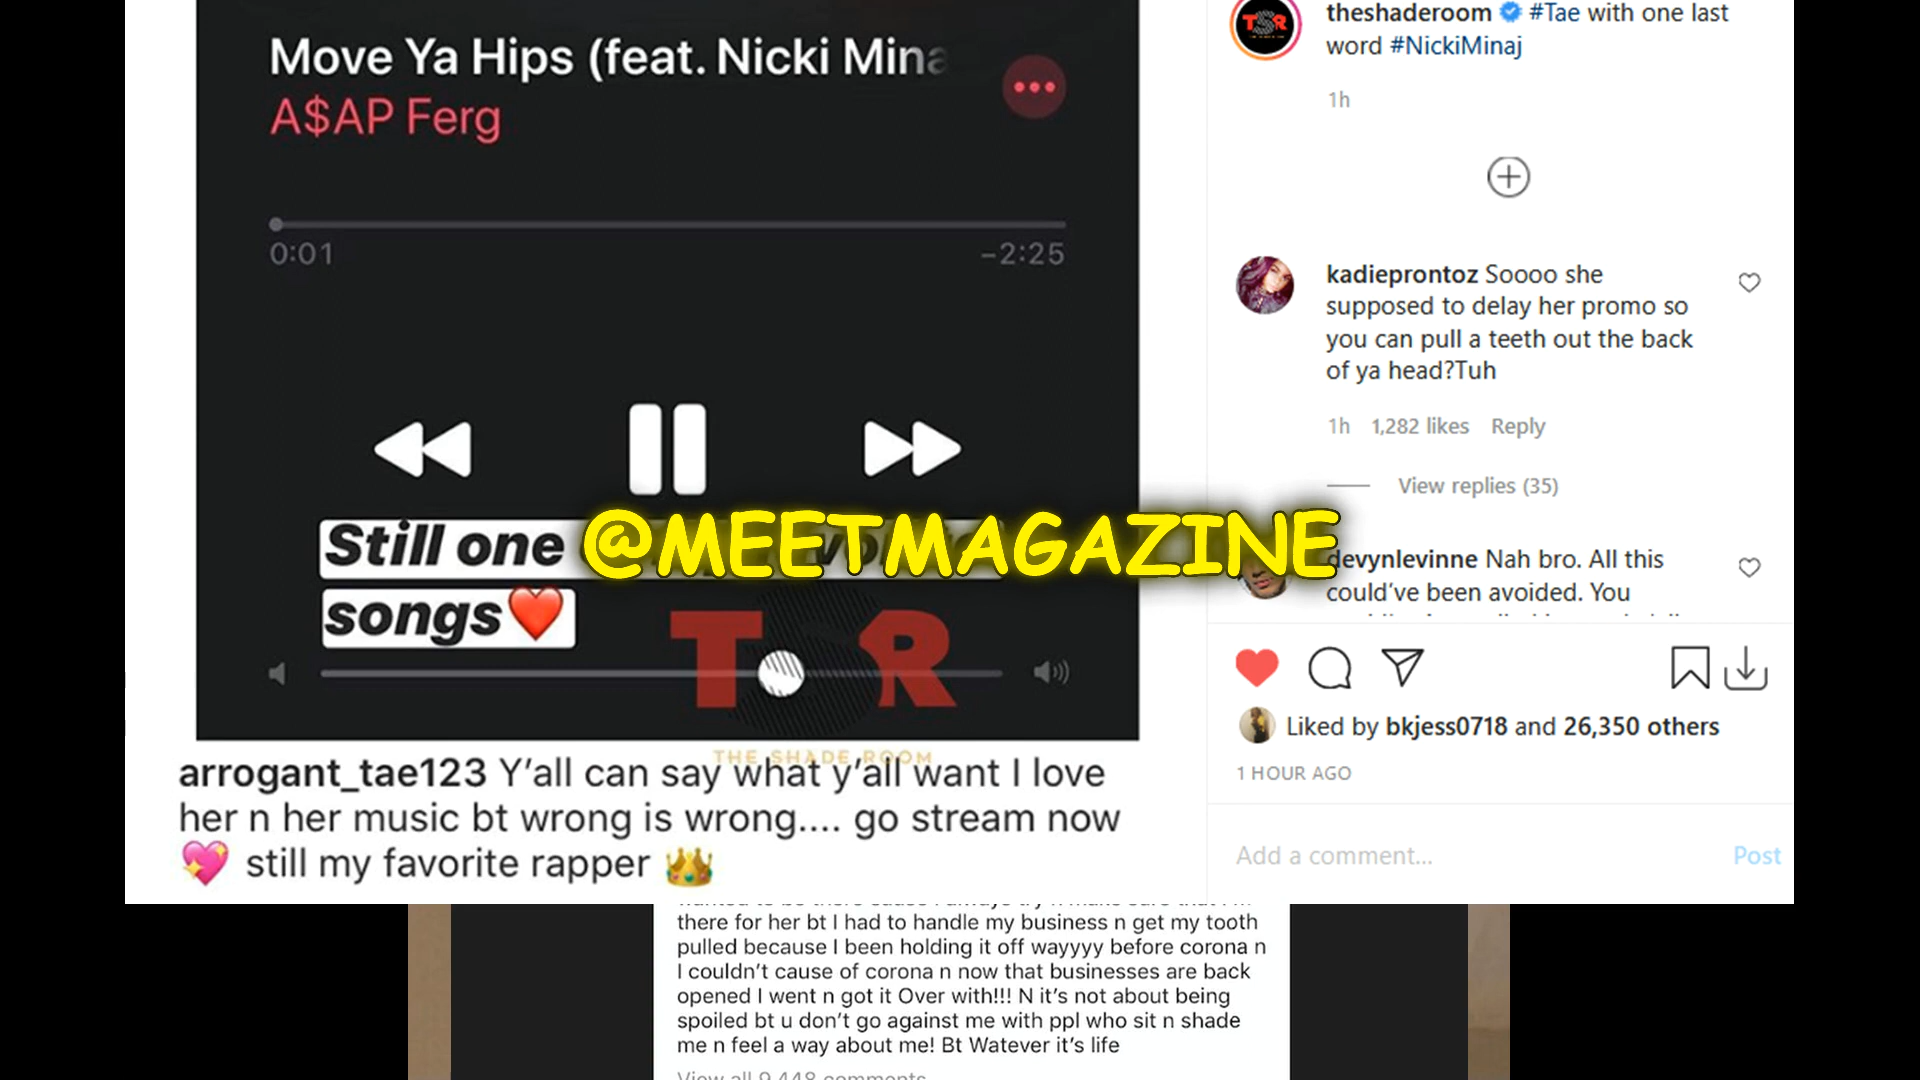 Move Ya Hips (feat. Nicki Mina
A$AP Ferg
0:01
-2:25
Still one
songs❤️
@MEETMAGAZINE
TSR
THE SHADE ROOM
arrogant_tae123 Y'all can say what y'all want I love
her n her music bt wrong is wrong.... go stream now
💖 still my favorite rapper 👑
there for her bt I had to handle my business n get my tooth
pulled because I been holding it off wayyyy before corona n
I couldn't cause of corona n now that businesses are back
opened I went n got it Over with!!! N it's not about being
spoiled bt u don't go against me with ppl who sit n shade
me n feel a way about me! Bt Watever it's life
View all 9,448 comments
TSR
theshaderoom #Tae with one last
word #NickiMinaj
1h
kadieprontoz Soooo she
supposed to delay her promo so
you can pull a teeth out the back
of ya head?Tuh
1h 1,282 likes Reply
View replies (35)
devynlevinne Nah bro. All this
could've been avoided. You
Liked by bkjess0718 and 26,350 others
1 HOUR AGO
Add a comment... Post